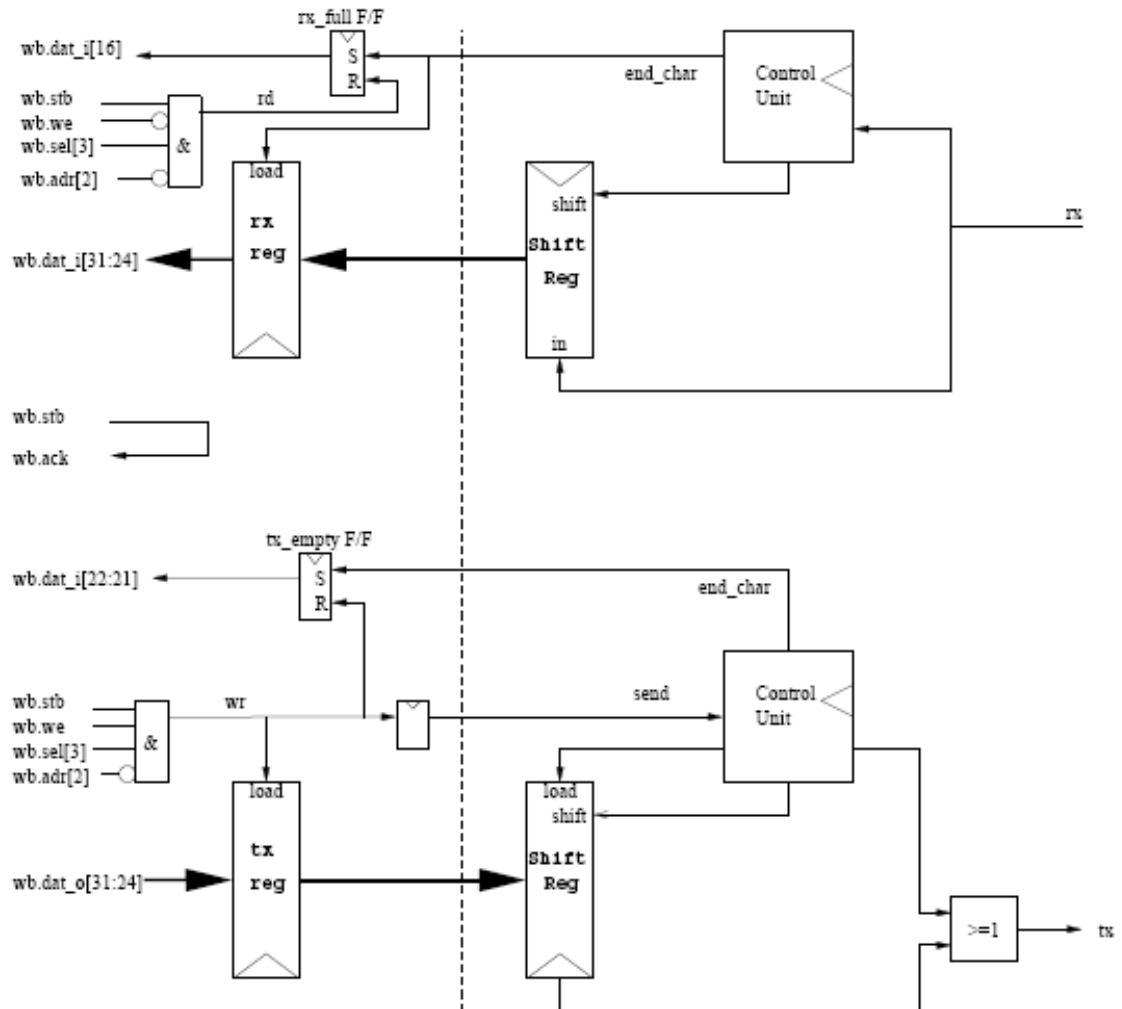 rx_full F/F
wb.dat_i[16]
S
R
end_char
Control
Unit
wb.stb
wb.we
wb.sel[3]
wb.adr[2]
&
rd
load
rx
reg
shift
Shift
Reg
in
rx
wb.dat_i[31:24]
wb.stb
wb.ack
tx_empty F/F
wb.dat_i[22:21]
S
R
end_char
wb.stb
wb.we
wb.sel[3]
wb.adr[2]
&
wr
send
Control
Unit
load
tx
reg
load
shift
Shift
Reg
wb.dat_o[31:24]
>=1
tx